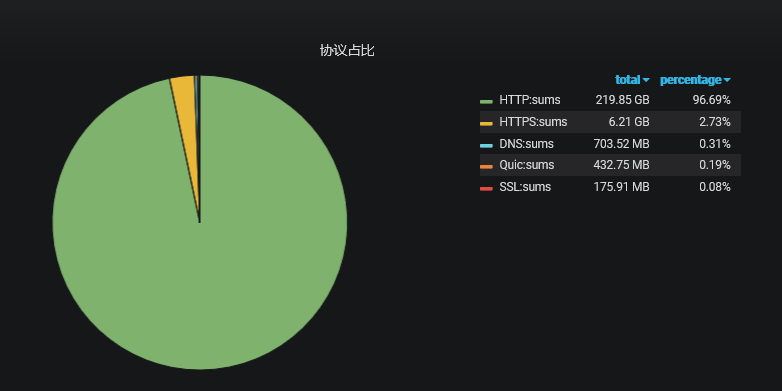 协议占比
total percentage
HTTP:sums 219.85 GB 96.69%
HTTPS:sums 6.21 GB 2.73%
DNS:sums 703.52 MB 0.31%
Quic:sums 432.75 MB 0.19%
SSL:sums 175.91 MB 0.08%